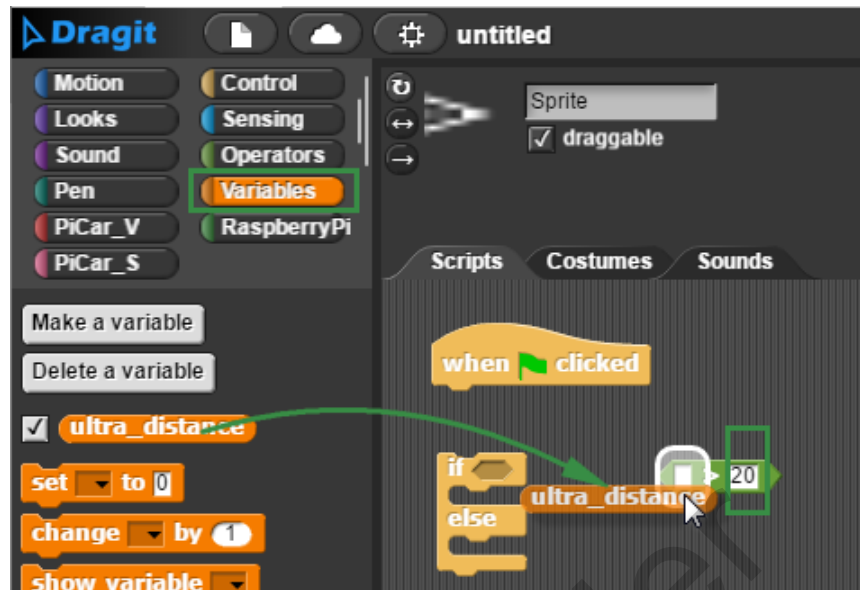 Dragit untitled
Motion Control
Looks Sensing
Sound Operators
Pen Variables
PiCar_V RaspberryPi
PiCar_S
Sprite
draggable
Scripts Costumes Sounds
Make a variable
Delete a variable
ultra_distance
set to 0
change by 1
show variable
when clicked
if > 20
ultra_distance
else